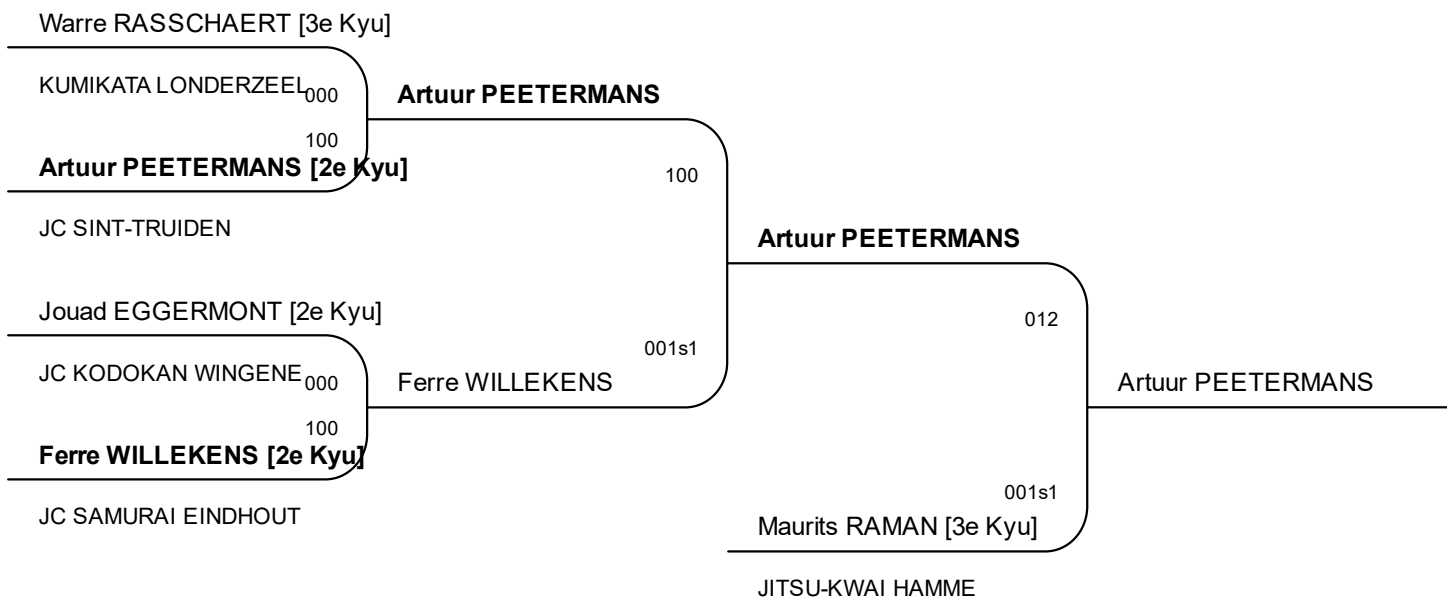 Warre RASSCHAERT [3e Kyu]
KUMIKATA LONDERZEEL
000
Artuur PEETERMANS
100
Artuur PEETERMANS [2e Kyu]
100
JC SINT-TRUIDEN
Artuur PEETERMANS
Jouad EGGERMONT [2e Kyu]
012
001s1
JC KODOKAN WINGENE
000
Ferre WILLEKENS
Artuur PEETERMANS
100
Ferre WILLEKENS [2e Kyu]
001s1
JC SAMURAI EINDHOUT
Maurits RAMAN [3e Kyu]
JITSU-KWAI HAMME